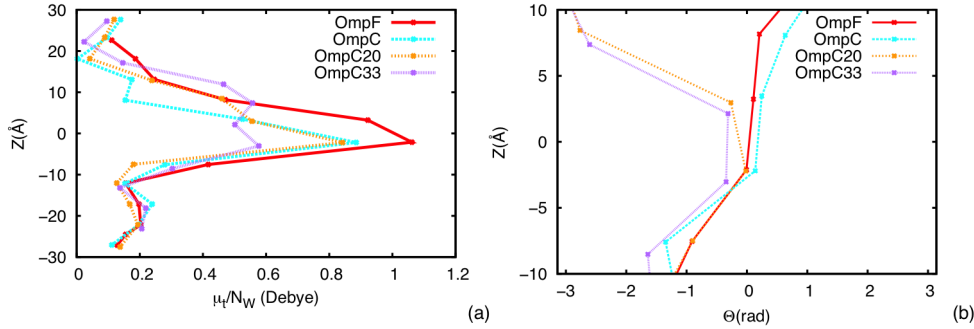 OmpF
OmpC
OmpC20
OmpC33
Z(Å)
30
20
10
0
−10
−20
−30
0 0.2 0.4 0.6 0.8 1 1.2
μt/NW (Debye)
(a)
OmpF
OmpC
OmpC20
OmpC33
Z(Å)
10
5
0
−5
−10
−3 −2 −1 0 1 2 3
Θ(rad)
(b)